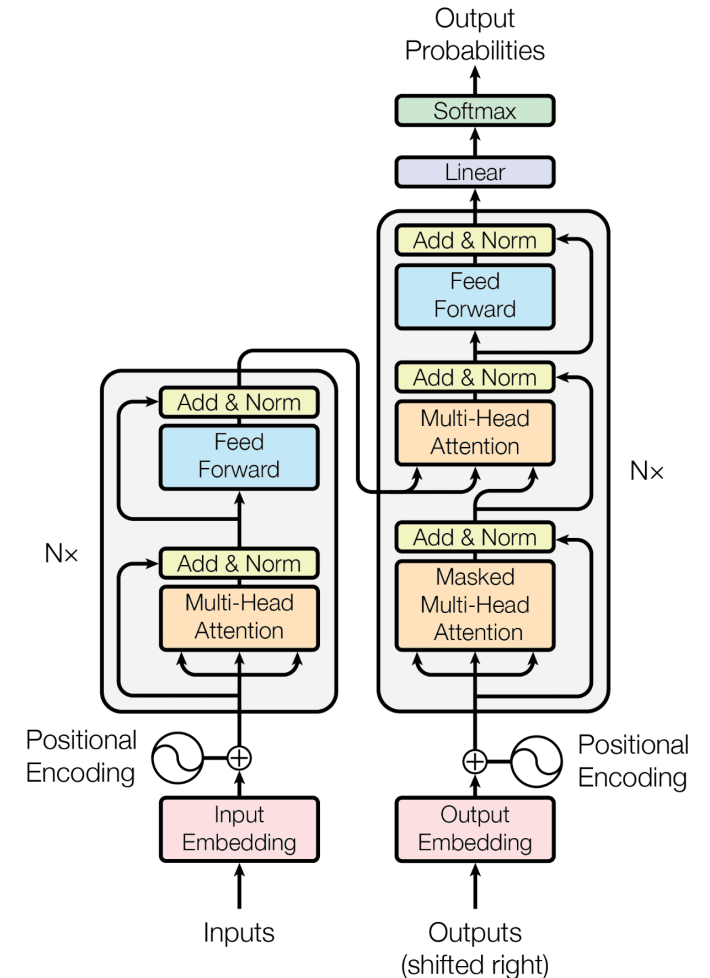 Output
Probabilities
Softmax
Linear
Add & Norm
Feed
Forward
Add & Norm
Multi-Head
Attention
Nx
Add & Norm
Masked
Multi-Head
Attention
Add & Norm
Feed
Forward
Nx
Add & Norm
Multi-Head
Attention
Positional
Encoding
Positional
Encoding
Input
Embedding
Output
Embedding
Inputs
Outputs
(shifted right)